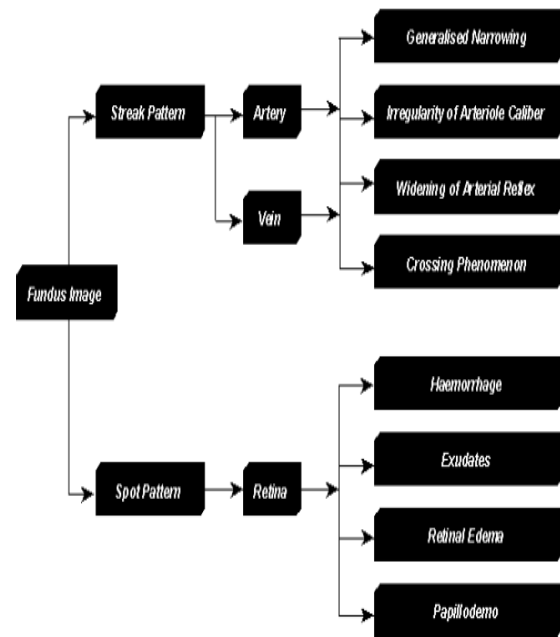 Generalised Narrowing
Streak Pattern
Artery
Irregularity of Arteriole Caliber
Widening of Arterial Reflex
Vein
Crossing Phenomenon
Fundus Image
Haemorrhage
Exudates
Spot Pattern
Retina
Retinal Edema
Papillodemo